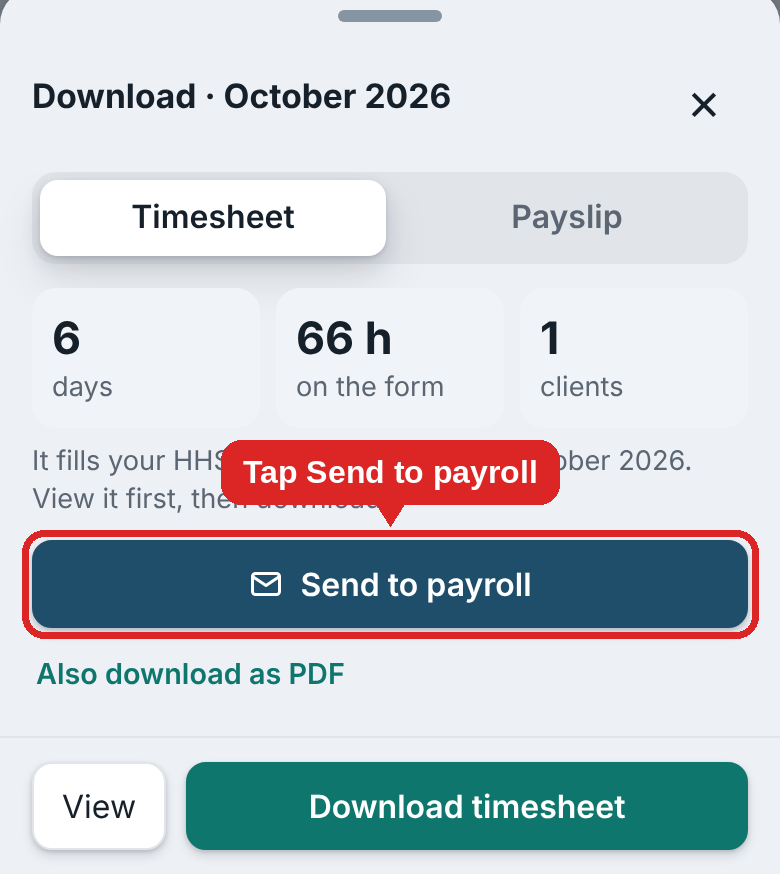 Download · October 2026
Timesheet
Payslip
6
days
66 h
on the form
1
clients
It fills your HHS
2026.
Tap Send to payroll
View it first, then
Send to payroll
Also download as PDF
View
Download timesheet